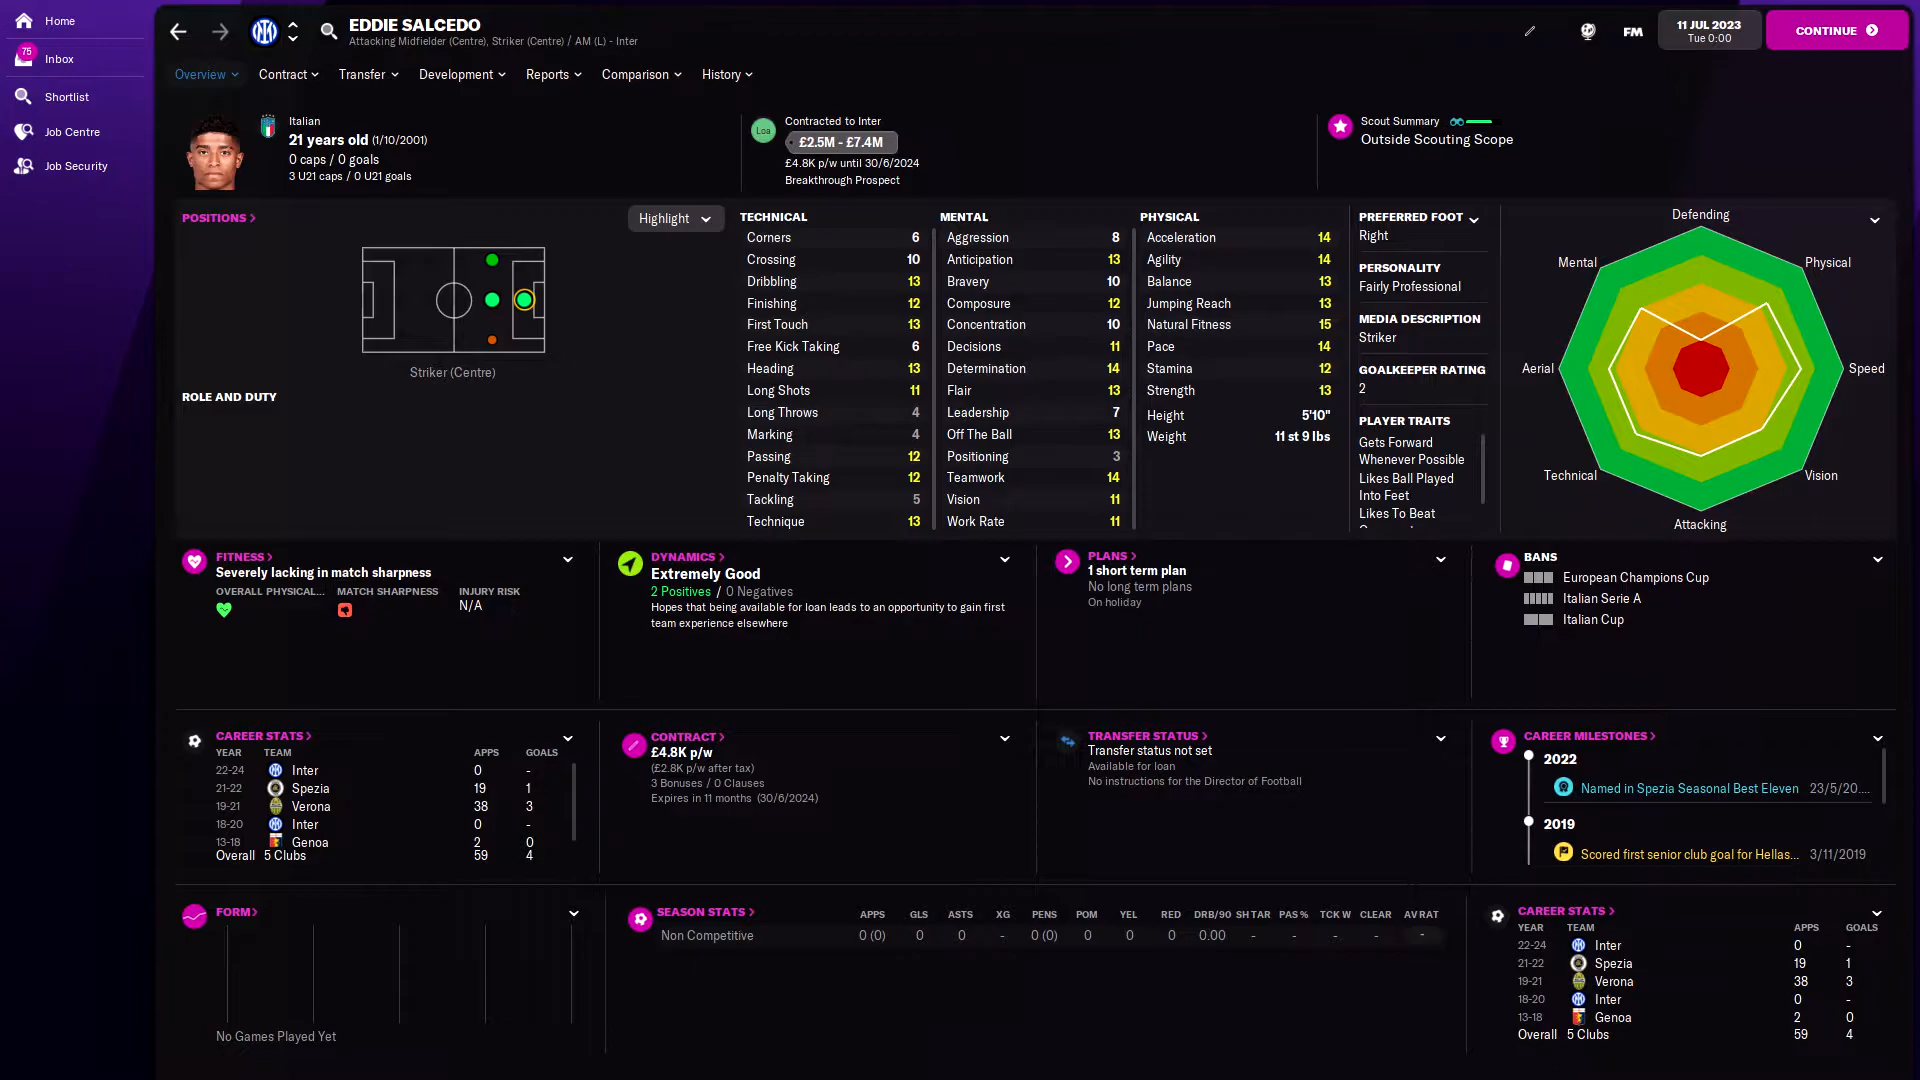 Home
75
Inbox
Shortlist
Job Centre
Job Security
EDDIE SALCEDO
Attacking Midfielder (Centre), Striker (Centre) / AM (L) - Inter
FM
11 JUL 2023
Tue 0:00
CONTINUE
Overview
Contract
Transfer
Development
Reports
Comparison
History
Italian
21 years old (1/10/2001)
0 caps / 0 goals
3 U21 caps / 0 U21 goals
Loa
Contracted to Inter
£2.5M - £7.4M
£4.8K p/w until 30/6/2024
Breakthrough Prospect
Scout Summary
Outside Scouting Scope
POSITIONS
Highlight
Striker (Centre)
ROLE AND DUTY
TECHNICAL
Corners 6
Crossing 10
Dribbling 13
Finishing 12
First Touch 13
Free Kick Taking 6
Heading 13
Long Shots 11
Long Throws 4
Marking 4
Passing 12
Penalty Taking 12
Tackling 5
Technique 13
MENTAL
Aggression 8
Anticipation 13
Bravery 10
Composure 12
Concentration 10
Decisions 11
Determination 14
Flair 13
Leadership 7
Off The Ball 13
Positioning 3
Teamwork 14
Vision 11
Work Rate 11
PHYSICAL
Acceleration 14
Agility 14
Balance 13
Jumping Reach 13
Natural Fitness 15
Pace 14
Stamina 12
Strength 13
Height 5'10"
Weight 11 st 9 lbs
PREFERRED FOOT
Right
PERSONALITY
Fairly Professional
MEDIA DESCRIPTION
Striker
GOALKEEPER RATING
2
PLAYER TRAITS
Gets Forward
Whenever Possible
Likes Ball Played
Into Feet
Likes To Beat
Defending
Mental
Physical
Aerial
Speed
Technical
Vision
Attacking
FITNESS
Severely lacking in match sharpness
OVERALL PHYSICAL... MATCH SHARPNESS INJURY RISK
N/A
DYNAMICS
Extremely Good
2 Positives / 0 Negatives
Hopes that being available for loan leads to an opportunity to gain first
team experience elsewhere
PLANS
1 short term plan
No long term plans
On holiday
BANS
European Champions Cup
Italian Serie A
Italian Cup
CAREER STATS
YEAR TEAM APPS GOALS
22-24 Inter 0 -
21-22 Spezia 19 1
19-21 Verona 38 3
18-20 Inter 0 -
13-18 Genoa 2 0
Overall 5 Clubs 59 4
CONTRACT
£4.8K p/w
(£2.8K p/w after tax)
3 Bonuses / 0 Clauses
Expires in 11 months (30/6/2024)
TRANSFER STATUS
Transfer status not set
Available for loan
No instructions for the Director of Football
CAREER MILESTONES
2022
Named in Spezia Seasonal Best Eleven 23/5/20....
2019
Scored first senior club goal for Hellas... 3/11/2019
FORM
No Games Played Yet
SEASON STATS APPS GLS ASTS XG PENS POM YEL RED DRB/90 SH TAR PAS % TCK W CLEAR AV RAT
Non Competitive 0 (0) 0 0 - 0 (0) 0 0 0 0.00 - - - - -
CAREER STATS
YEAR TEAM APPS GOALS
22-24 Inter 0 -
21-22 Spezia 19 1
19-21 Verona 38 3
18-20 Inter 0 -
13-18 Genoa 2 0
Overall 5 Clubs 59 4